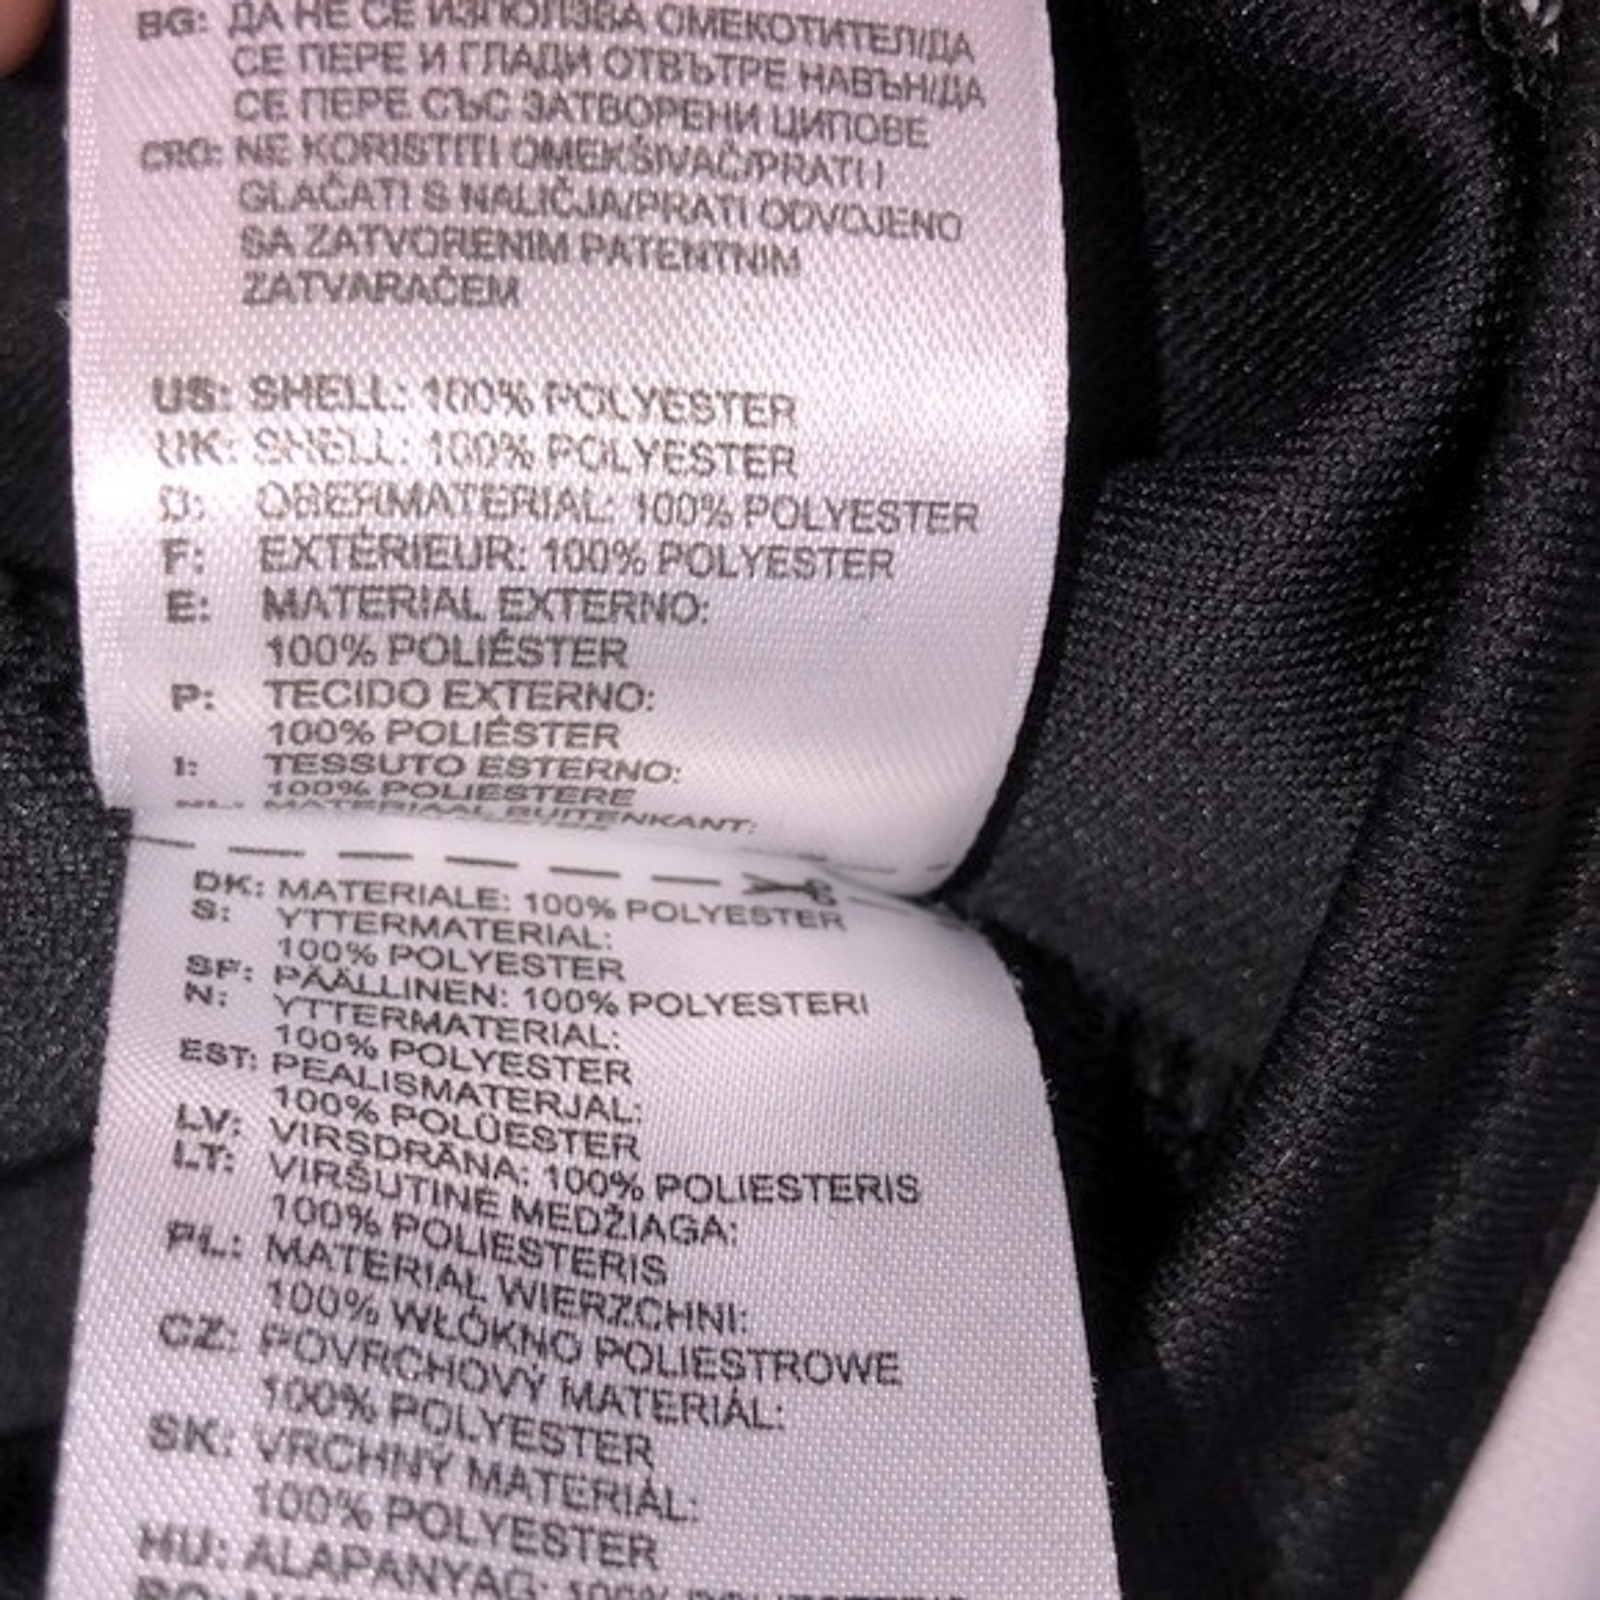 BG: ДА НЕ СЕ ИЗПОЛЗВА ОМЕКОТИТЕЛ/ДА
СЕ ПЕРЕ И ГЛАДИ ОТВЪТРЕ НАВЪН/ДА
СЕ ПЕРЕ СЪС ЗАТВОРЕНИ ЦИПОВЕ
CRO: NE KORISTITI OMEKŠIVAČ/PRATI I
GLAČATI S NALIČJA/PRATI ODVOJENO
SA ZATVORENIM PATENTNIM
ZATVARAČEM
US: SHELL: 100% POLYESTER
UK: SHELL: 100% POLYESTER
D: OBERMATERIAL: 100% POLYESTER
F: EXTÉRIEUR: 100% POLYESTER
E: MATERIAL EXTERNO:
100% POLIÉSTER
P: TECIDO EXTERNO:
100% POLIÉSTER
I: TESSUTO ESTERNO:
100% POLIESTERE
NL: MATERIAAL BUITENKANT:
DK: MATERIALE: 100% POLYESTER
S: YTTERMATERIAL:
100% POLYESTER
SF: PÄÄLLINEN: 100% POLYESTERI
N: YTTERMATERIAL:
100% POLYESTER
EST: PEALISMATERJAL:
100% POLÜESTER
LV: VIRSDRĀNA: 100% POLIESTERIS
LT: VIRŠUTINĖ MEDŽIAGA:
100% POLIESTERIS
PL: MATERIAŁ WIERZCHNI:
100% WŁÓKNO POLIESTROWE
CZ: POVRCHOVÝ MATERIÁL:
100% POLYESTER
SK: VRCHNÝ MATERIÁL:
100% POLYESTER
HU: ALAPANYAG: 100%